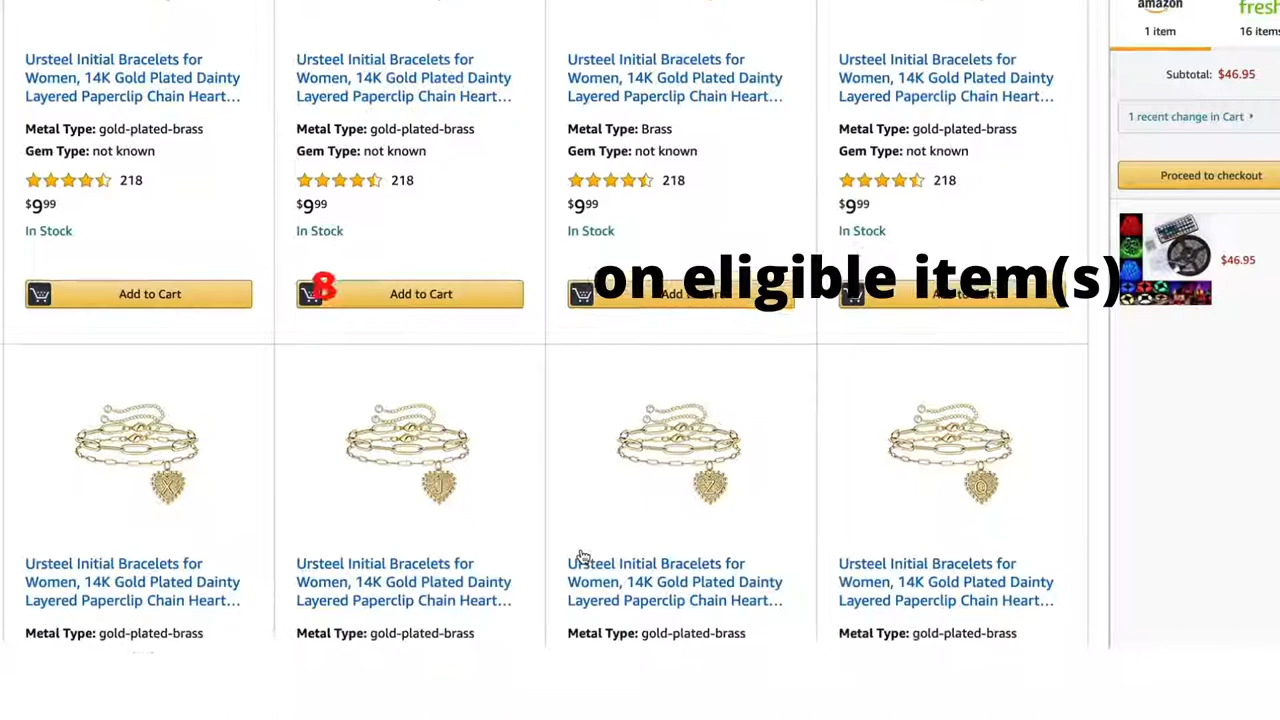 amazon
fresh
1 item
16 items
Subtotal: $46.95
1 recent change in Cart
Proceed to checkout
$46.95
Ursteel Initial Bracelets for
Women, 14K Gold Plated Dainty
Layered Paperclip Chain Heart...
Metal Type: gold-plated-brass
Gem Type: not known
218
$9.99
In Stock
Add to Cart
Ursteel Initial Bracelets for
Women, 14K Gold Plated Dainty
Layered Paperclip Chain Heart...
Metal Type: gold-plated-brass
Gem Type: not known
218
$9.99
In Stock
8
Add to Cart
Ursteel Initial Bracelets for
Women, 14K Gold Plated Dainty
Layered Paperclip Chain Heart...
Metal Type: Brass
Gem Type: not known
218
$9.99
In Stock
Ursteel Initial Bracelets for
Women, 14K Gold Plated Dainty
Layered Paperclip Chain Heart...
Metal Type: gold-plated-brass
Gem Type: not known
218
$9.99
In Stock
on eligible item(s)
X
J
Z
Ursteel Initial Bracelets for
Women, 14K Gold Plated Dainty
Layered Paperclip Chain Heart...
Metal Type: gold-plated-brass
Ursteel Initial Bracelets for
Women, 14K Gold Plated Dainty
Layered Paperclip Chain Heart...
Metal Type: gold-plated-brass
Ursteel Initial Bracelets for
Women, 14K Gold Plated Dainty
Layered Paperclip Chain Heart...
Metal Type: gold-plated-brass
Ursteel Initial Bracelets for
Women, 14K Gold Plated Dainty
Layered Paperclip Chain Heart...
Metal Type: gold-plated-brass